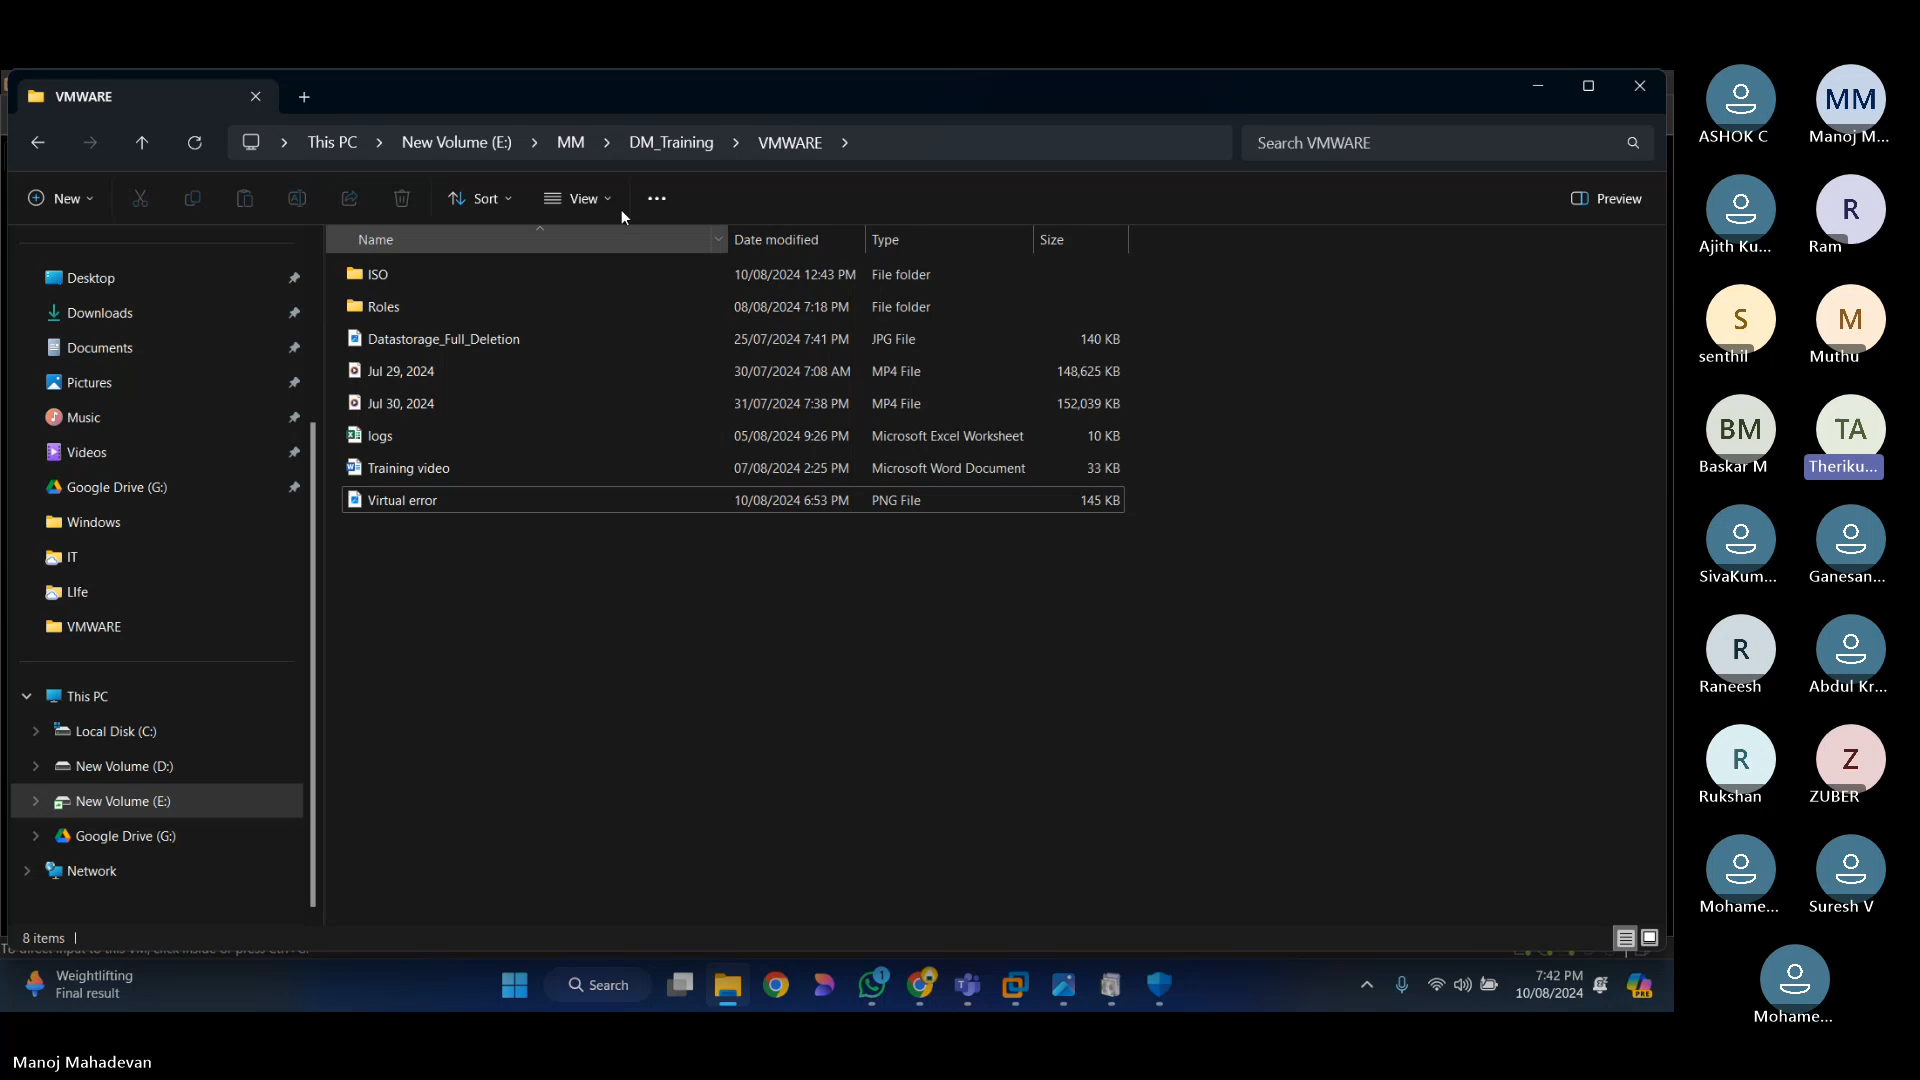 VMWARE
This PC > New Volume (E:) > MM > DM_Training > VMWARE >
Search VMWARE
New
Sort
View
Preview
Name
Date modified
Type
Size
ISO 10/08/2024 12:43 PM File folder
Roles 08/08/2024 7:18 PM File folder
Datastorage_Full_Deletion 25/07/2024 7:41 PM JPG File 140 KB
Jul 29, 2024 30/07/2024 7:08 AM MP4 File 148,625 KB
Jul 30, 2024 31/07/2024 7:38 PM MP4 File 152,039 KB
logs 05/08/2024 9:26 PM Microsoft Excel Worksheet 10 KB
Training video 07/08/2024 2:25 PM Microsoft Word Document 33 KB
Virtual error 10/08/2024 6:53 PM PNG File 145 KB
Desktop
Downloads
Documents
Pictures
Music
Videos
Google Drive (G:)
Windows
IT
LIfe
VMWARE
This PC
Local Disk (C:)
New Volume (D:)
New Volume (E:)
Google Drive (G:)
Network
8 items
Weightlifting
Final result
Search
1
7:42 PM
10/08/2024
PRE
ASHOK C
MM
Manoj M...
Ajith Ku...
R
Ram
S
senthil
M
Muthu
BM
Baskar M
TA
Theriku...
SivaKum...
Ganesan...
R
Raneesh
Abdul Kr...
R
Rukshan
Z
ZUBER
Mohame...
Suresh V
Mohame...
Manoj Mahadevan